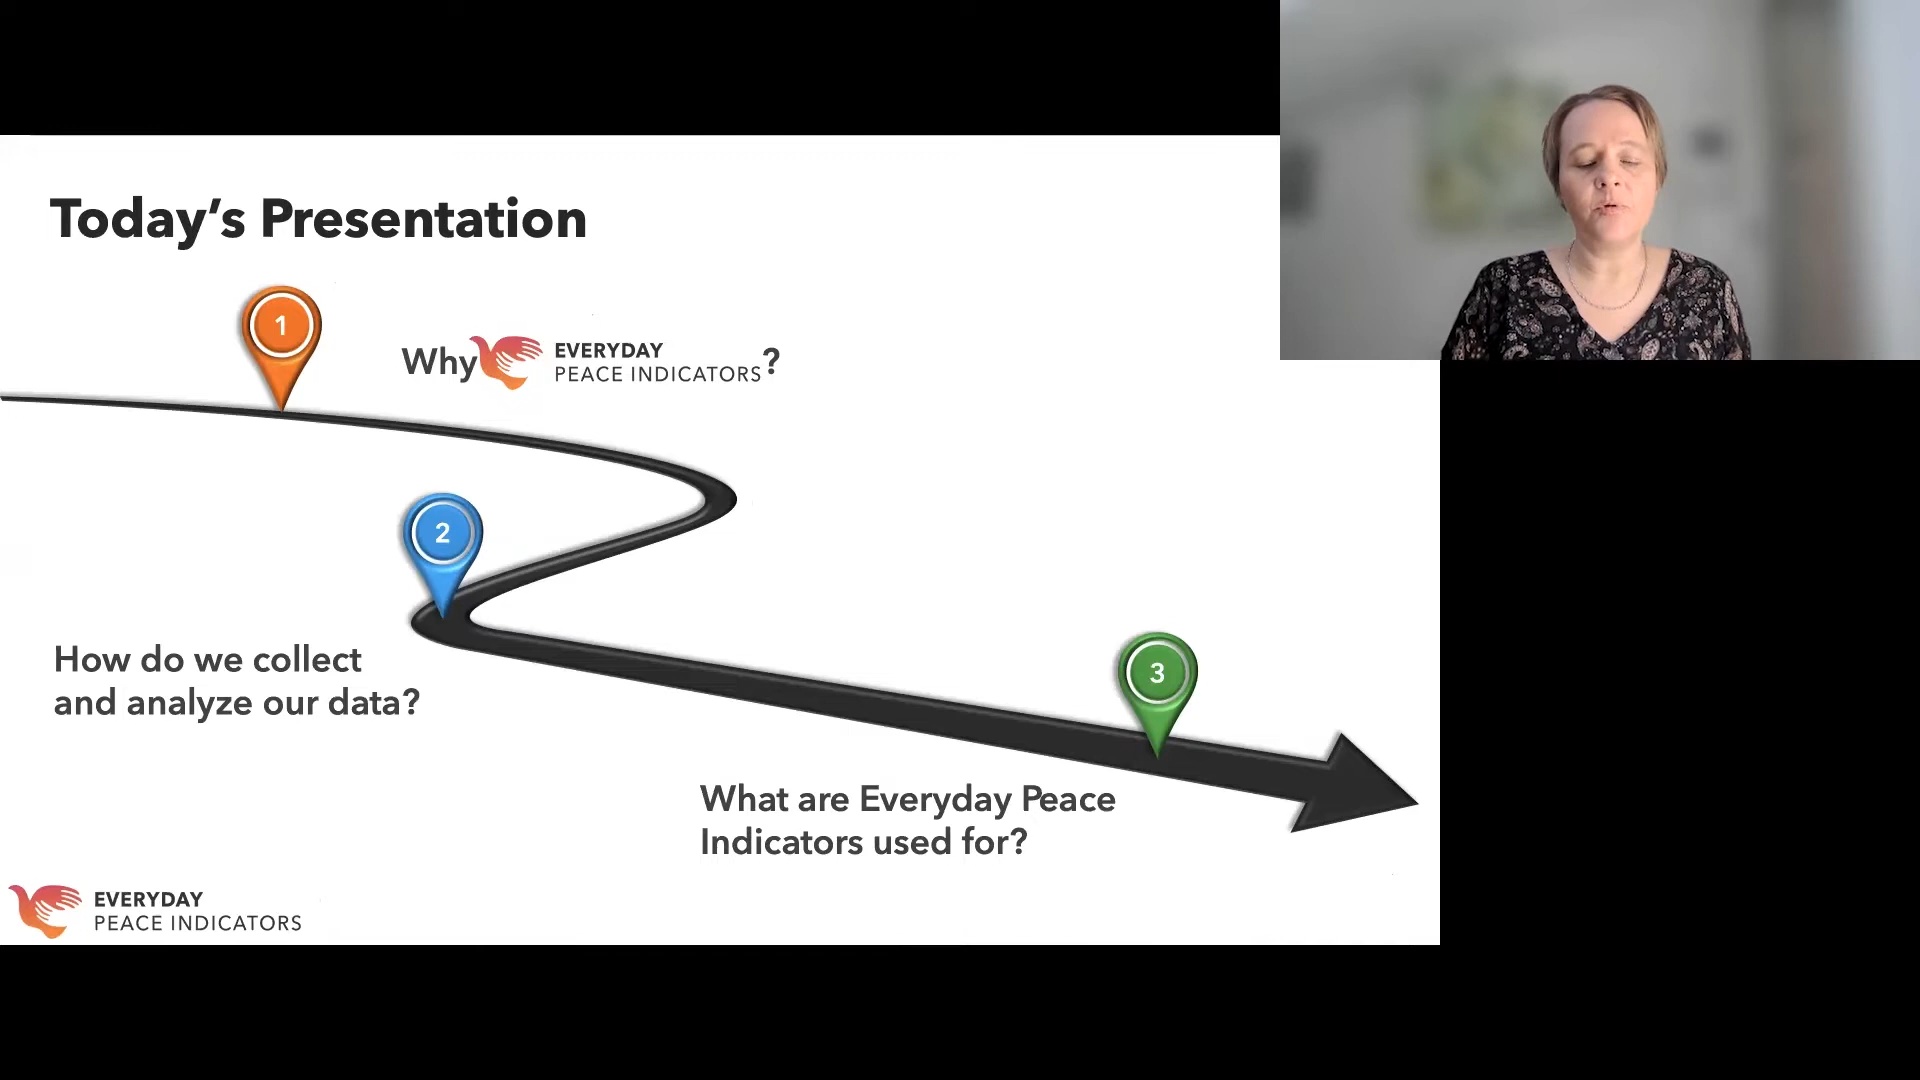 Today's Presentation
1
Why EVERYDAY PEACE INDICATORS?
2
How do we collect
and analyze our data?
3
What are Everyday Peace
Indicators used for?
EVERYDAY
PEACE INDICATORS